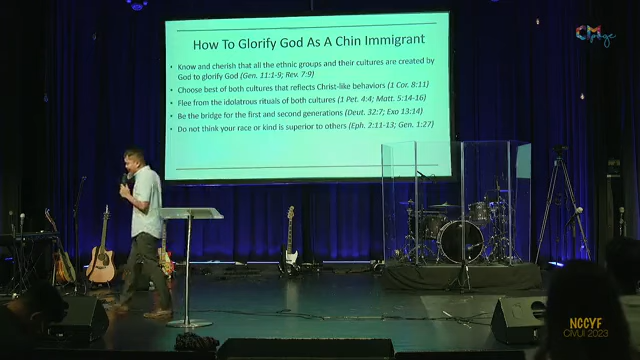 CM
Page
How To Glorify God As A Chin Immigrant
• Know and cherish that all the ethnic groups and their cultures are created by
God to glorify God (Gen. 11:1-9; Rev. 7:9)
• Choose best of both cultures that reflects Christ-like behaviors (1 Cor. 8:11)
• Flee from the idolatrous rituals of both cultures (1 Pet. 4:4; Matt. 5:14-16)
• Be the bridge for the first and second generations (Deut. 32:7; Exo 13:14)
• Do not think your race or kind is superior to others (Eph. 2:11-13; Gen. 1:27)
NCCYF
CIVUI 2023